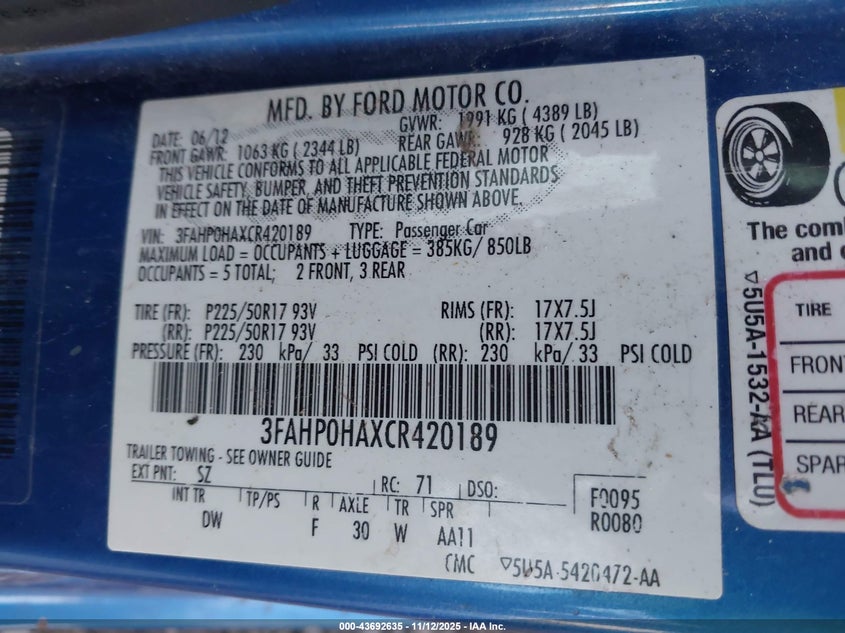 MFD. BY FORD MOTOR CO.
DATE: 06/12 GVWR: 1991 KG ( 4389 LB)
FRONT GAWR: 1063 KG ( 2344 LB) REAR GAWR: 928 KG ( 2045 LB)
THIS VEHICLE CONFORMS TO ALL APPLICABLE FEDERAL MOTOR
VEHICLE SAFETY, BUMPER, AND THEFT PREVENTION STANDARDS
IN EFFECT ON THE DATE OF MANUFACTURE SHOWN ABOVE.
VIN: 3FAHP0HAXCR420189 TYPE: Passenger Car
MAXIMUM LOAD = OCCUPANTS + LUGGAGE = 385KG/ 850LB
OCCUPANTS = 5 TOTAL; 2 FRONT, 3 REAR
TIRE (FR): P225/50R17 93V RIMS (FR): 17X7.5J
(RR): P225/50R17 93V (RR): 17X7.5J
PRESSURE (FR): 230 kPa/ 33 PSI COLD (RR): 230 kPa/ 33 PSI COLD
3FAHP0HAXCR420189
TRAILER TOWING - SEE OWNER GUIDE
EXT PNT: SZ RC: 71 DSO:
INT TR TP/PS R AXLE TR SPR
DW F 30 W AA11
F0095
R0080
CMC ▽5U5A-5420472-AA
The comb
and c
▽5U5A-1532-AA (TLU)
TIRE
FRONT
REAR
SPAR
000-43692635 - 11/12/2025 - IAA Inc.